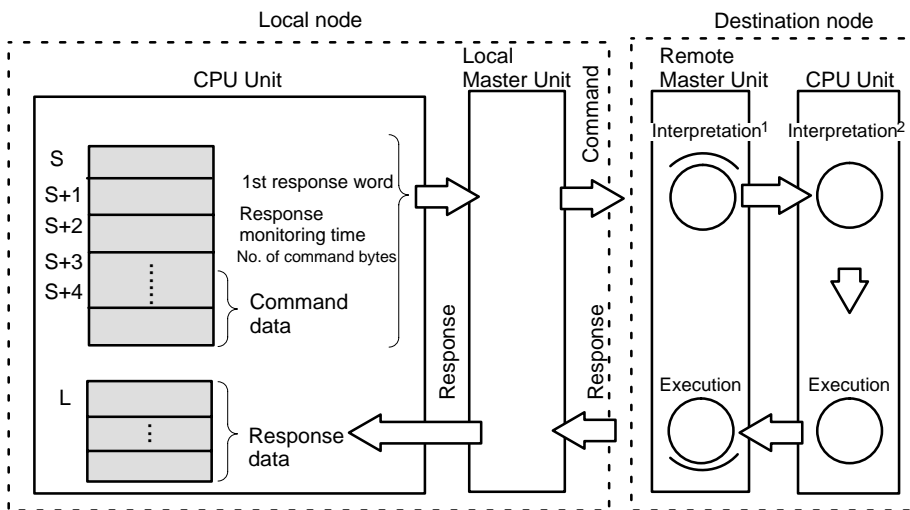 Local node
Destination node
CPU Unit
Local
Master Unit
Remote
Master Unit
CPU Unit
Command
Interpretation1
Interpretation2
S
S+1
S+2
S+3
S+4
1st response word
Response
monitoring time
No. of command bytes
Command
data
Response
Response
Execution
Execution
L
Response
data